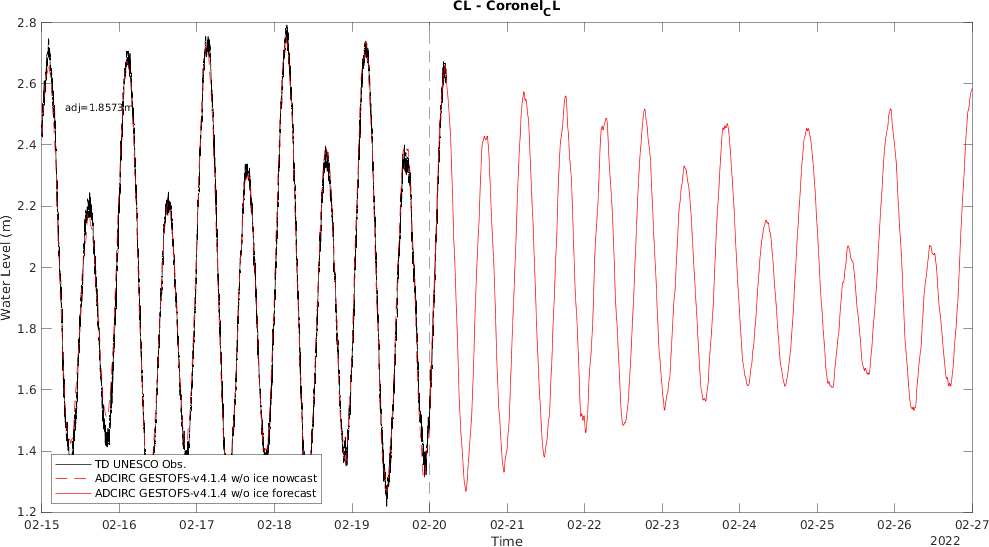 CL - Coronel_CL
2.8
2.6
2.4
2.2
2
1.8
1.6
1.4
1.2
Water Level (m)
adj=1.8573m
TD UNESCO Obs.
ADCIRC GESTOFS-v4.1.4 w/o ice nowcast
ADCIRC GESTOFS-v4.1.4 w/o ice forecast
02-15 02-16 02-17 02-18 02-19 02-20 02-21 02-22 02-23 02-24 02-25 02-26 02-27
Time
2022